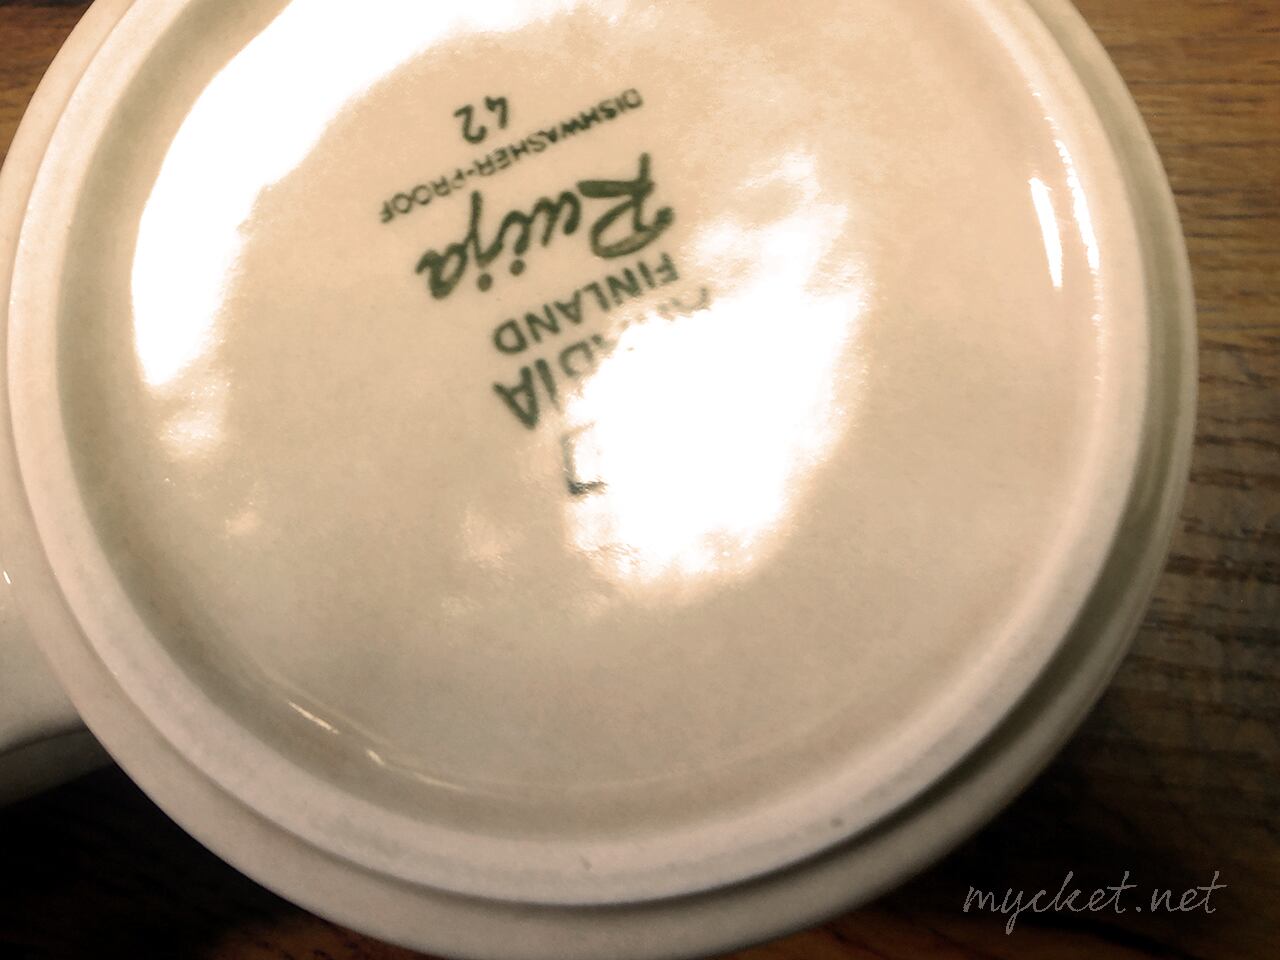 FINLAND
Ruija
DISHWASHER-PROOF
42
mycket.net